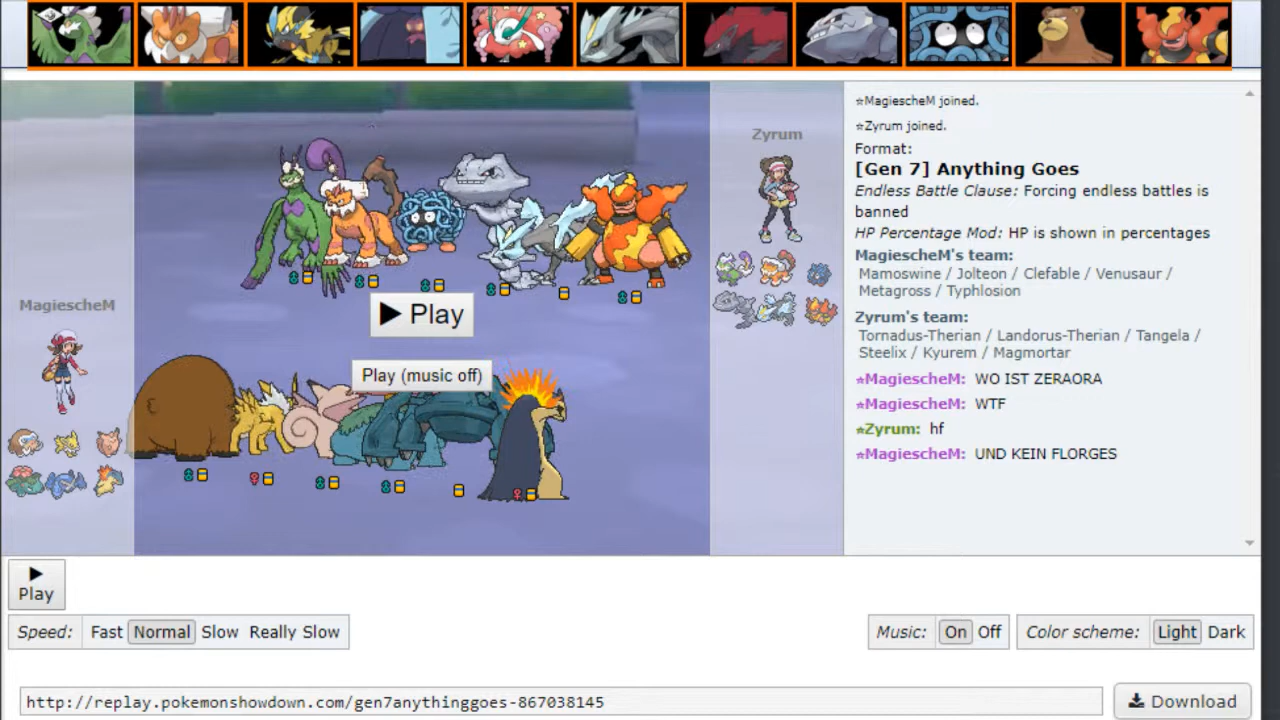 Zyrum
MagiescheM
▶ Play
Play (music off)
☆MagiescheM joined.
☆Zyrum joined.
Format:
[Gen 7] Anything Goes
Endless Battle Clause: Forcing endless battles is
banned
HP Percentage Mod: HP is shown in percentages
MagiescheM's team:
Mamoswine / Jolteon / Clefable / Venusaur /
Metagross / Typhlosion
Zyrum's team:
Tornadus-Therian / Landorus-Therian / Tangela /
Steelix / Kyurem / Magmortar
☆MagiescheM: WO IST ZERAORA
☆MagiescheM: WTF
☆Zyrum: hf
☆MagiescheM: UND KEIN FLORGES
Play
Speed: Fast Normal Slow Really Slow
Music: On Off
Color scheme: Light Dark
http://replay.pokemonshowdown.com/gen7anythinggoes-867038145
Download